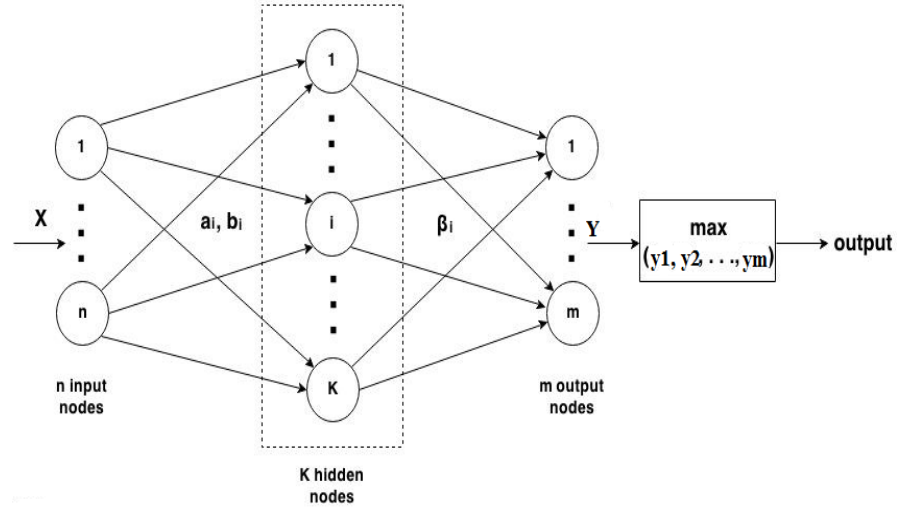 1
1
1
X
aᵢ, bᵢ
i
βᵢ
Y
max
(y1, y2, . . ., ym)
output
n
m
K
n input
nodes
m output
nodes
K hidden
nodes